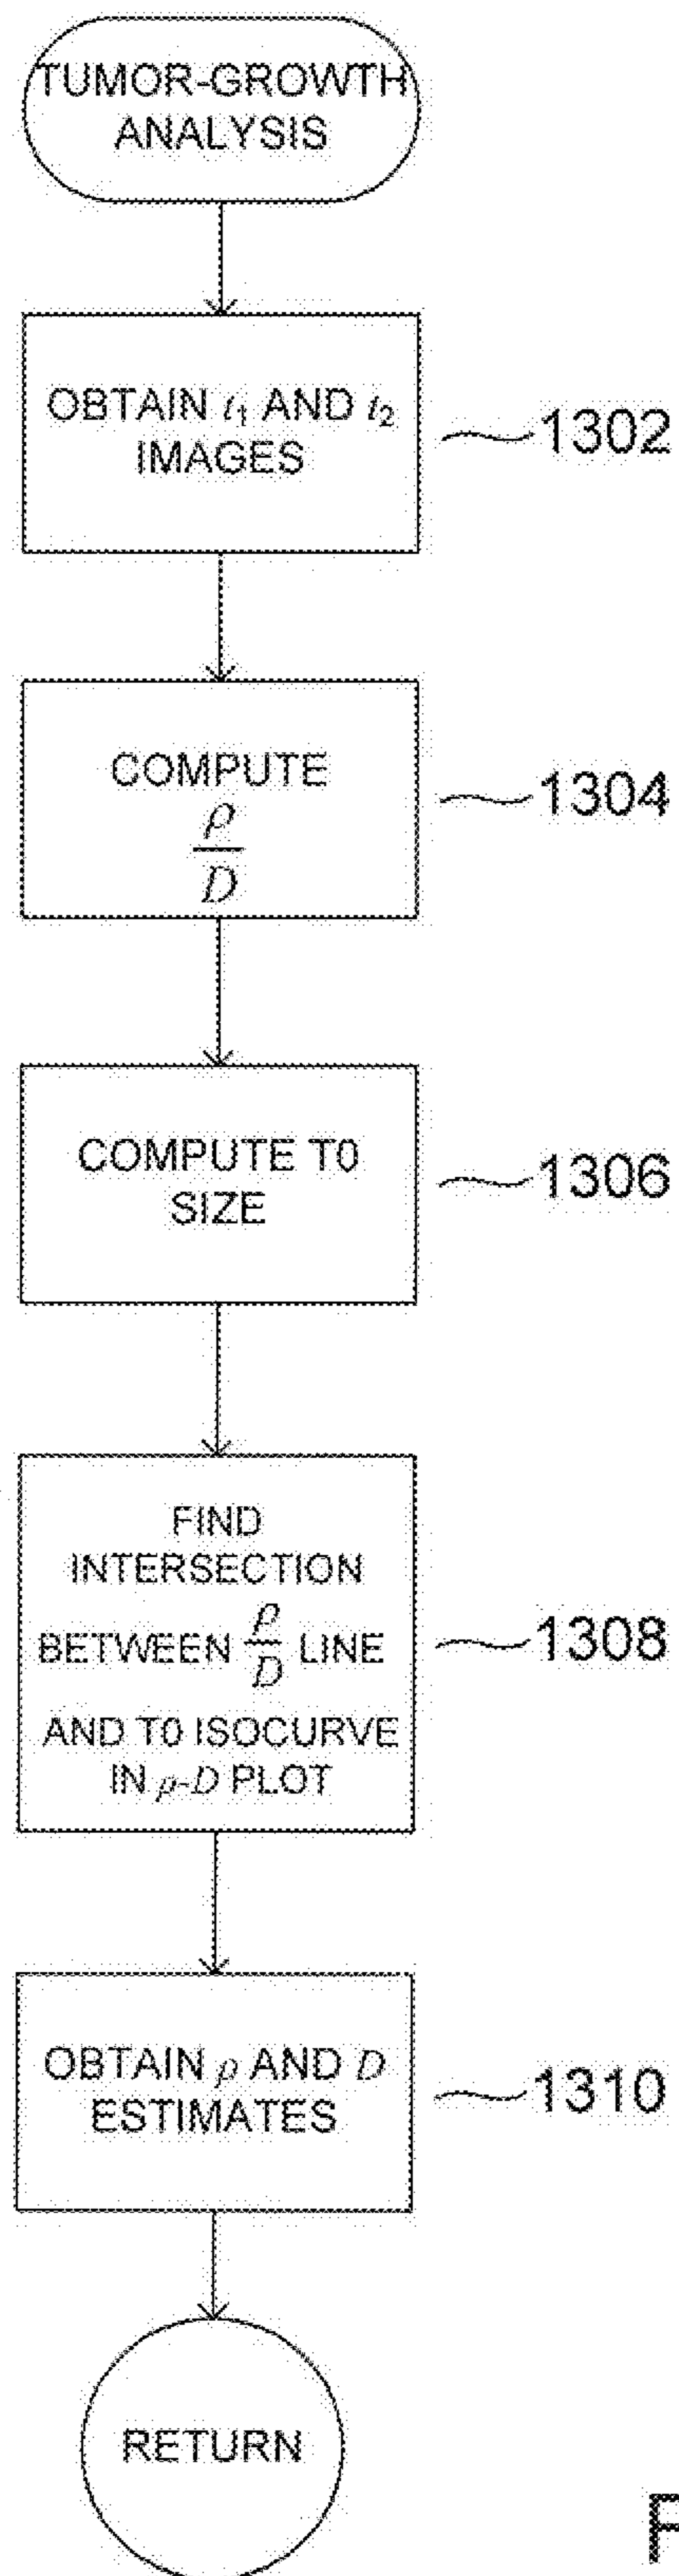 TUMOR-GROWTH
ANALYSIS
OBTAIN t₁ AND t₂
IMAGES
1302
COMPUTE
ρ
D
1304
COMPUTE T0
SIZE
1306
FIND
INTERSECTION
BETWEEN ρ/D LINE
AND T0 ISOCURVE
IN ρ-D PLOT
1308
OBTAIN ρ AND D
ESTIMATES
1310
RETURN
F